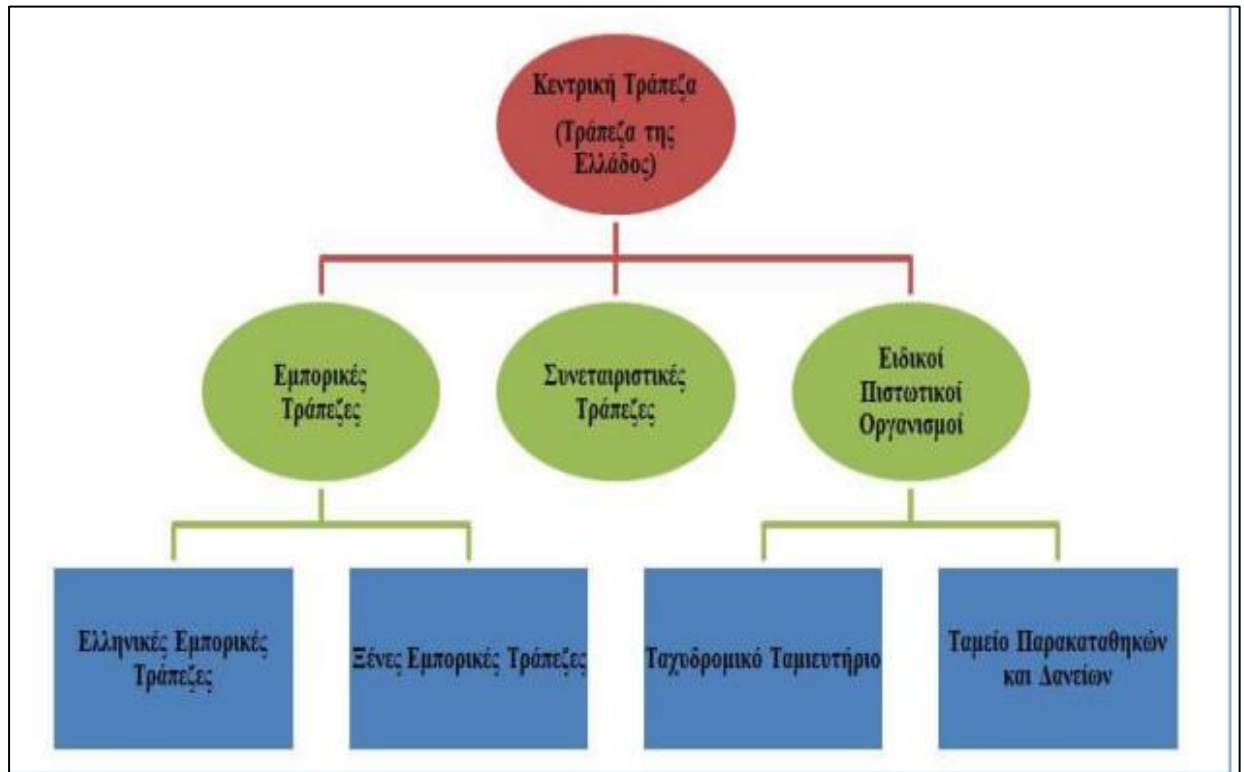 Κεντρική Τράπεζα
(Τράπεζα της
Ελλάδος)
Εμπορικές
Τράπεζες
Συνεταιριστικές
Τράπεζες
Ειδικοί
Πιστωτικοί
Οργανισμοί
Ελληνικές Εμπορικές
Τράπεζες
Ξένες Εμπορικές Τράπεζες
Ταχυδρομικό Ταμιευτήριο
Ταμείο Παρακαταθηκών
και Δανείων